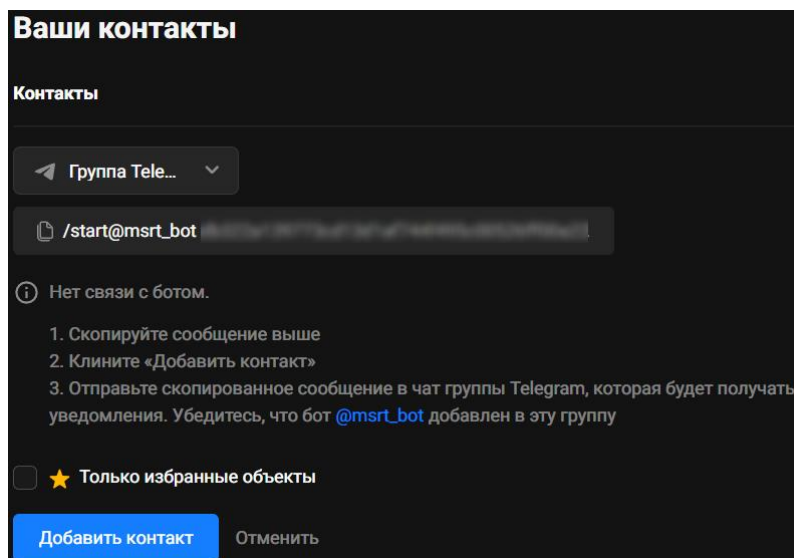 Ваши контакты
Контакты
Группа Tele...
/start@msrt_bot
Нет связи с ботом.
1. Скопируйте сообщение выше
2. Клините «Добавить контакт»
3. Отправьте скопированное сообщение в чат группы Telegram, которая будет получать
уведомления. Убедитесь, что бот @msrt_bot добавлен в эту группу
Только избранные объекты
Добавить контакт Отменить